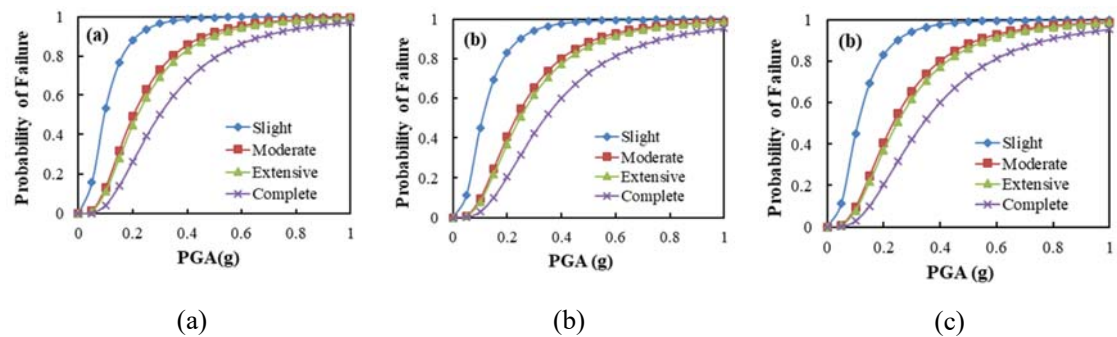 (a)
Probability of Failure
1
0.8
0.6
0.4
0.2
0
Slight
Moderate
Extensive
Complete
0 0.2 0.4 0.6 0.8 1
PGA(g)
(b)
Probability of Failure
1
0.8
0.6
0.4
0.2
0
Slight
Moderate
Extensive
Complete
0 0.2 0.4 0.6 0.8 1
PGA (g)
(b)
Probability of Failure
1
0.8
0.6
0.4
0.2
0
Slight
Moderate
Extensive
Complete
0 0.2 0.4 0.6 0.8 1
PGA (g)
(a) (b) (c)